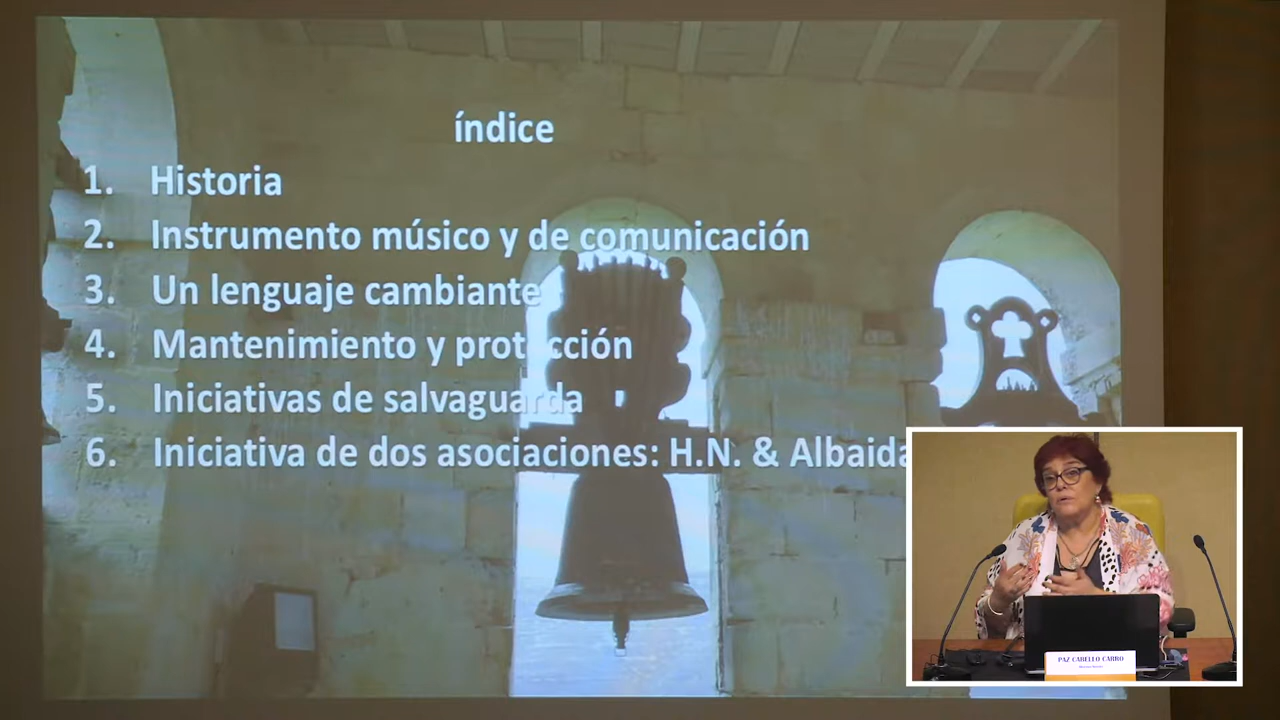 índice
1. Historia
2. Instrumento músico y de comunicación
3. Un lenguaje cambiante
4. Mantenimiento y protección
5. Iniciativas de salvaguarda
6. Iniciativa de dos asociaciones: H.N. & Albaida
PAZ CABELLO CARRO